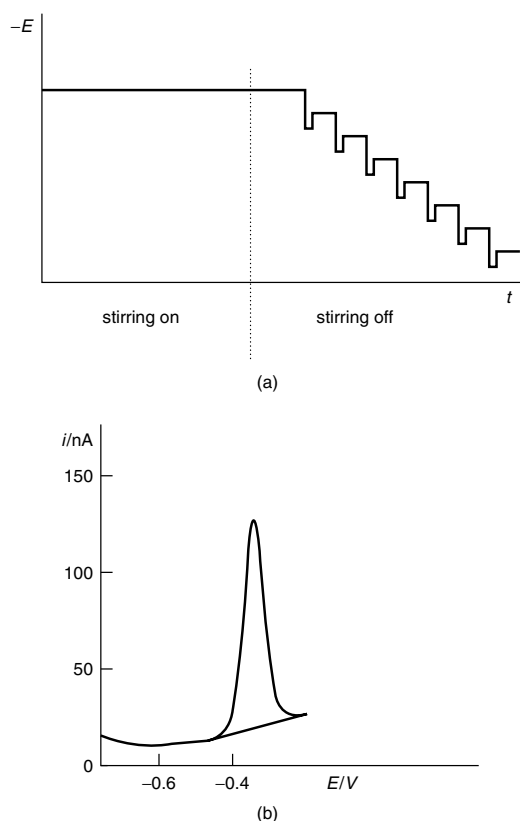 –E
t
stirring on stirring off
(a)
i/nA
150
100
50
0
–0.6 –0.4 E/V
(b)